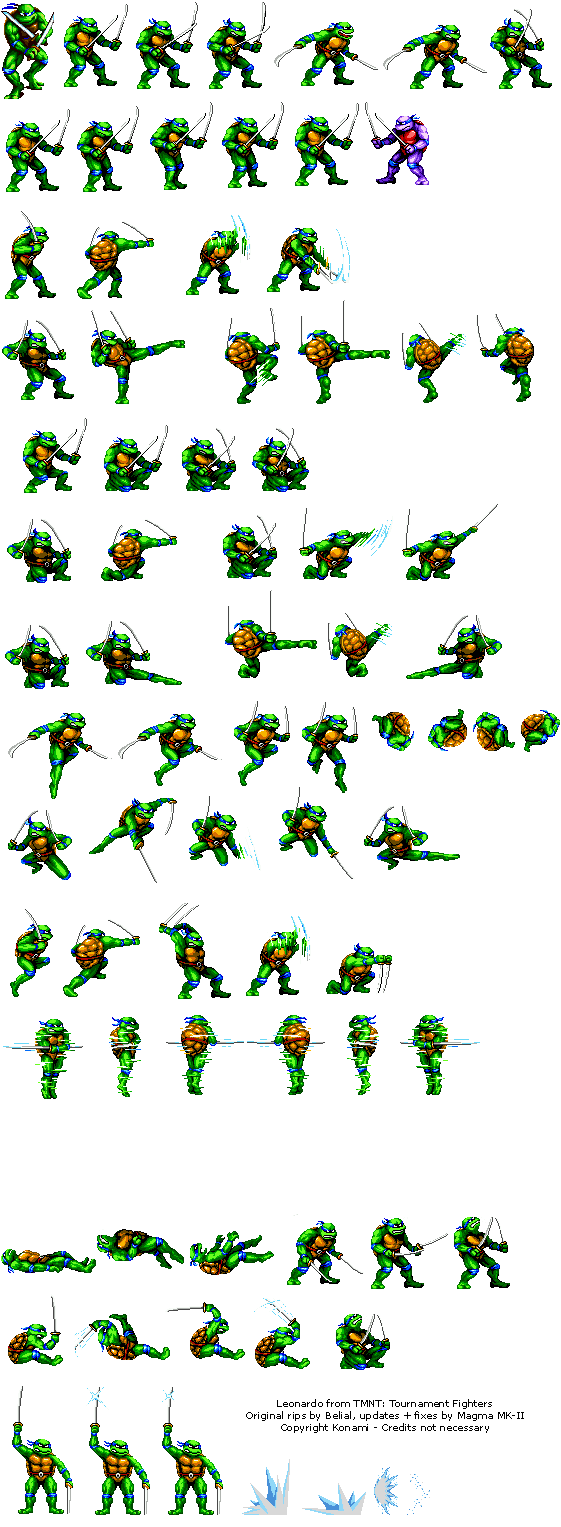 Leonardo from TMNT: Tournament Fighters
Original rips by Belial, updates + fixes by Magma MK-II
Copyright Konami - Credits not necessary